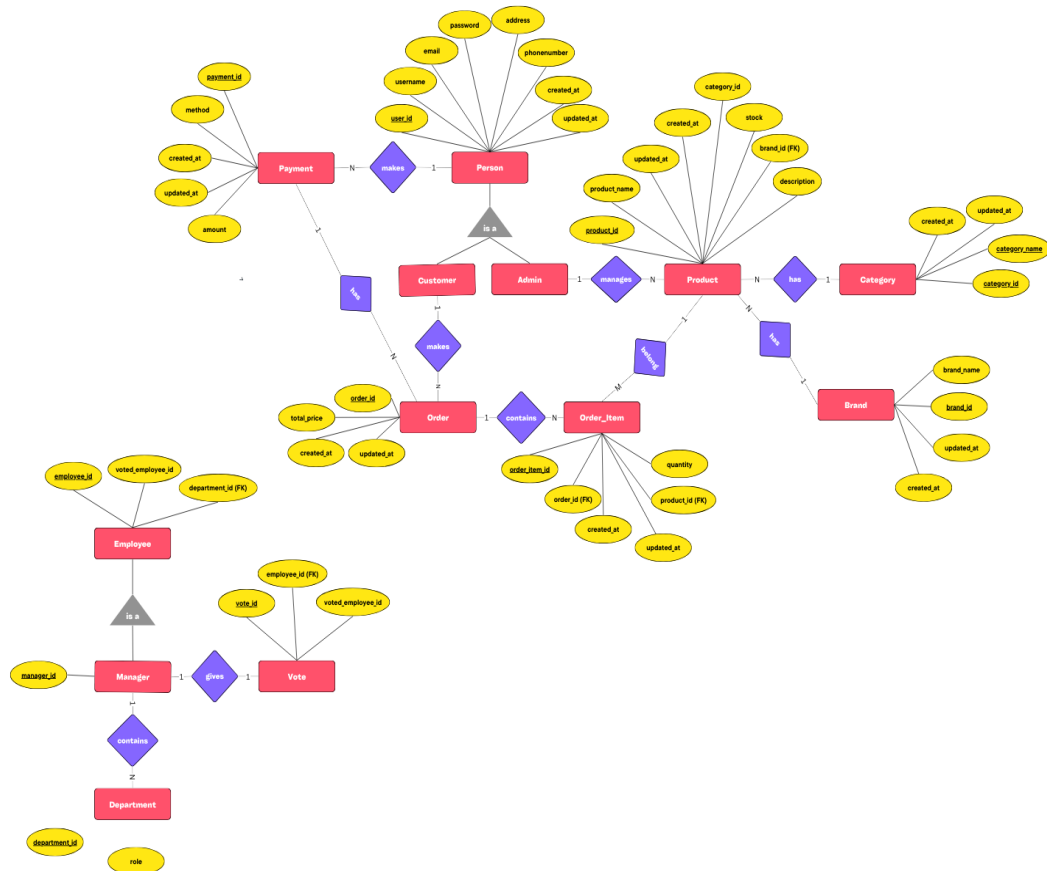 password
address
email
phonenumber
payment_id
username
created_at
category_id
method
user_id
updated_at
created_at
stock
updated_at
brand_id (FK)
created_at
Payment
N
makes
1
Person
product_name
description
updated_at
product_id
created_at
updated_at
amount
is a
category_name
1
Customer
Admin
1
manages
N
Product
N
has
1
Category
category_id
has
1
1
N
makes
belong
has
N
N
M
1
brand_name
order_id
total_price
Order
1
contains
N
Order_Item
Brand
brand_id
created_at
updated_at
updated_at
order_item_id
quantity
created_at
employee_id
voted_employee_id
department_id (FK)
order_id (FK)
product_id (FK)
created_at
updated_at
Employee
employee_id (FK)
vote_id
voted_employee_id
is a
manager_id
Manager
1
gives
1
Vote
1
contains
N
Department
department_id
role